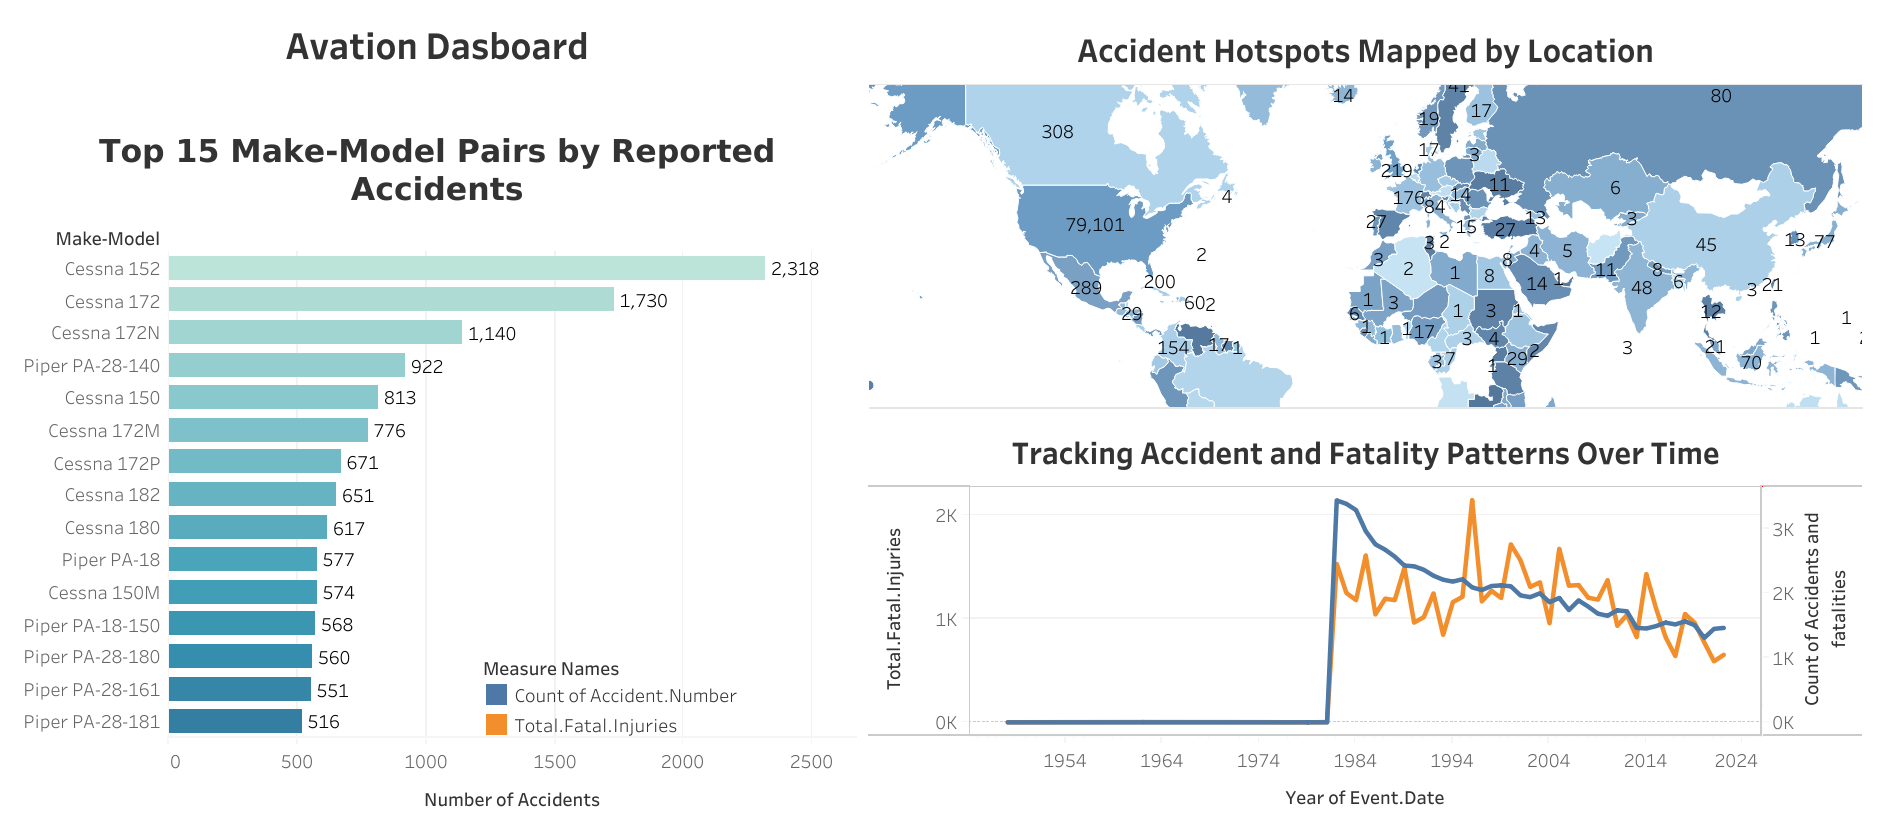 Avation Dasboard
Top 15 Make-Model Pairs by Reported
Accidents
Make-Model
Cessna 152
2,318
Cessna 172
1,730
Cessna 172N
1,140
Piper PA-28-140
922
Cessna 150
813
Cessna 172M
776
Cessna 172P
671
Cessna 182
651
Cessna 180
617
Piper PA-18
577
Cessna 150M
574
Piper PA-18-150
568
Piper PA-28-180
560
Piper PA-28-161
551
Piper PA-28-181
516
0 500 1000 1500 2000 2500
Number of Accidents
Measure Names
Count of Accident.Number
Total.Fatal.Injuries
Accident Hotspots Mapped by Location
14 41 80
308 19 17
17 3
219
176 84 14 11 6
4
79,101 27 15 27 13 3
3 2 45 13 77
2 3 2 8 4 5
1 8 11 8
289 200 14 1 48 6 3 21
60 2 1 3
29 6 1 3 1 12 1
1 1 1 17 3 4
154 17 1 3 7 29 2 3 21 1
1 70
Tracking Accident and Fatality Patterns Over Time
Total.Fatal.Injuries
2K
1K
0K
3K
2K
1K
0K
Count of Accidents and
fatalities
1954 1964 1974 1984 1994 2004 2014 2024
Year of Event.Date